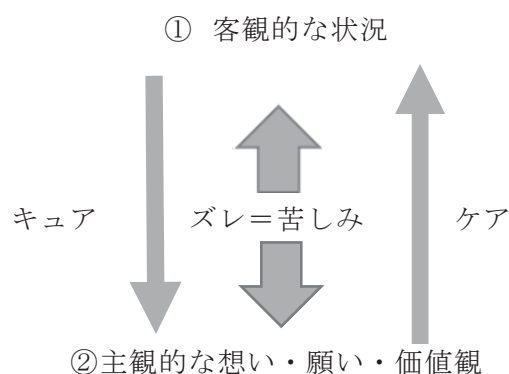 ① 客観的な状況
キュア
ズレ＝苦しみ
ケア
②主観的な想い・願い・価値観